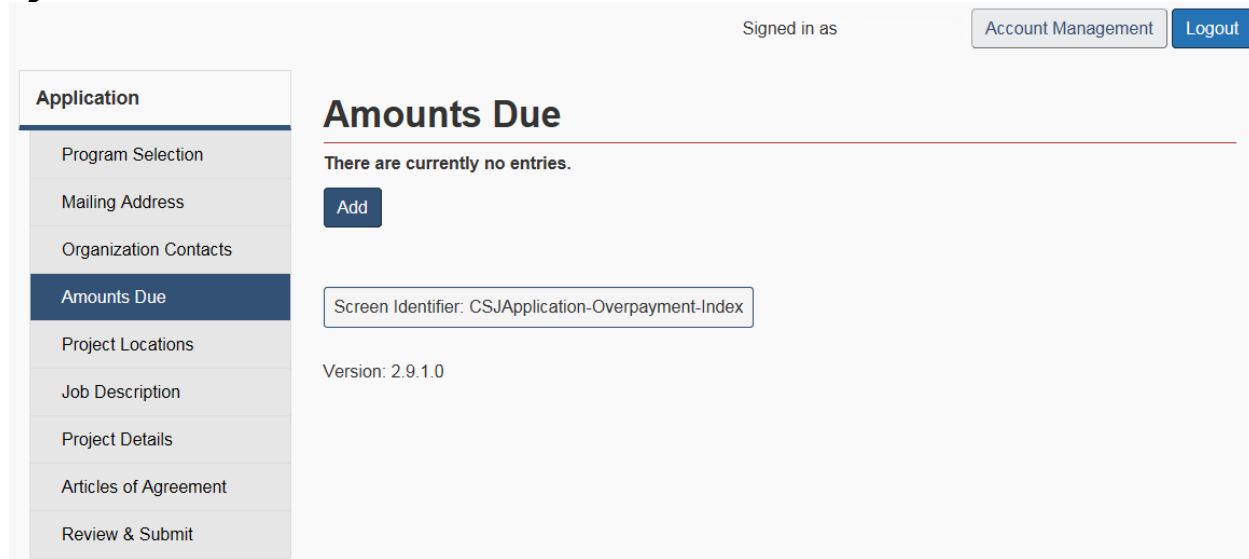 Signed in as
Account Management
Logout
Application
Program Selection
Mailing Address
Organization Contacts
Amounts Due
Project Locations
Job Description
Project Details
Articles of Agreement
Review & Submit
Amounts Due
There are currently no entries.
Add
Screen Identifier: CSJApplication-Overpayment-Index
Version: 2.9.1.0